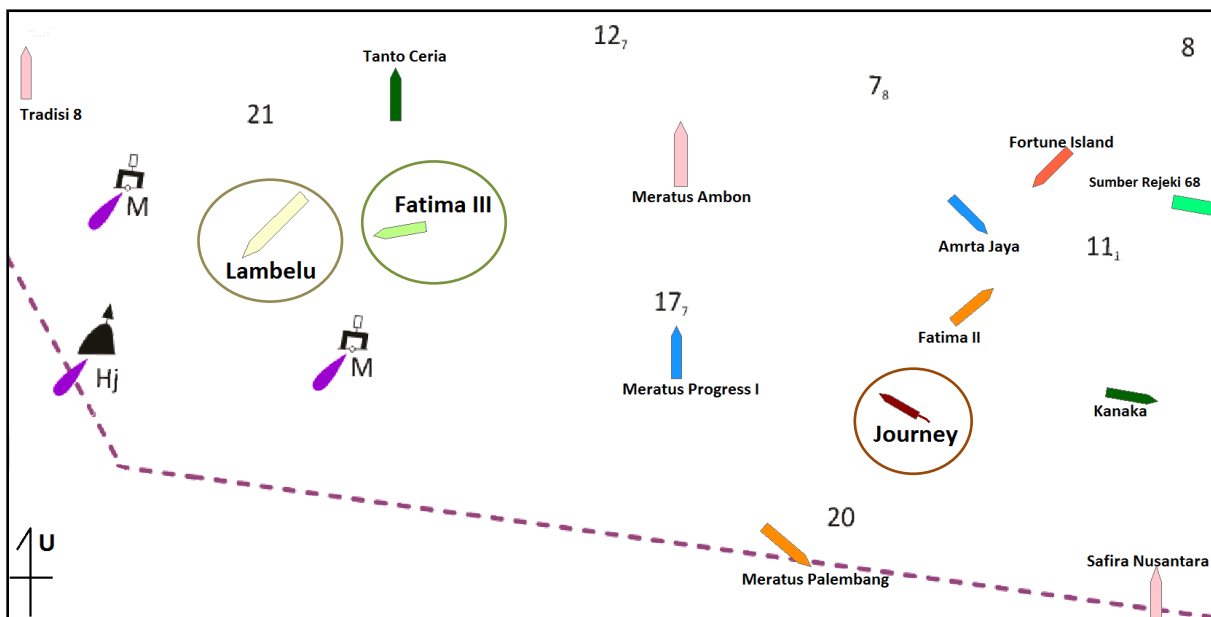 12₇
8
Tanto Ceria
7₈
Tradisi 8
21
Fortune Island
Sumber Rejeki 68
M
Fatima III
Meratus Ambon
Amrta Jaya
11₁
Lambelu
17₇
Fatima II
M
Hj
Meratus Progress I
Kanaka
Journey
20
U
Meratus Palembang
Safira Nusantara